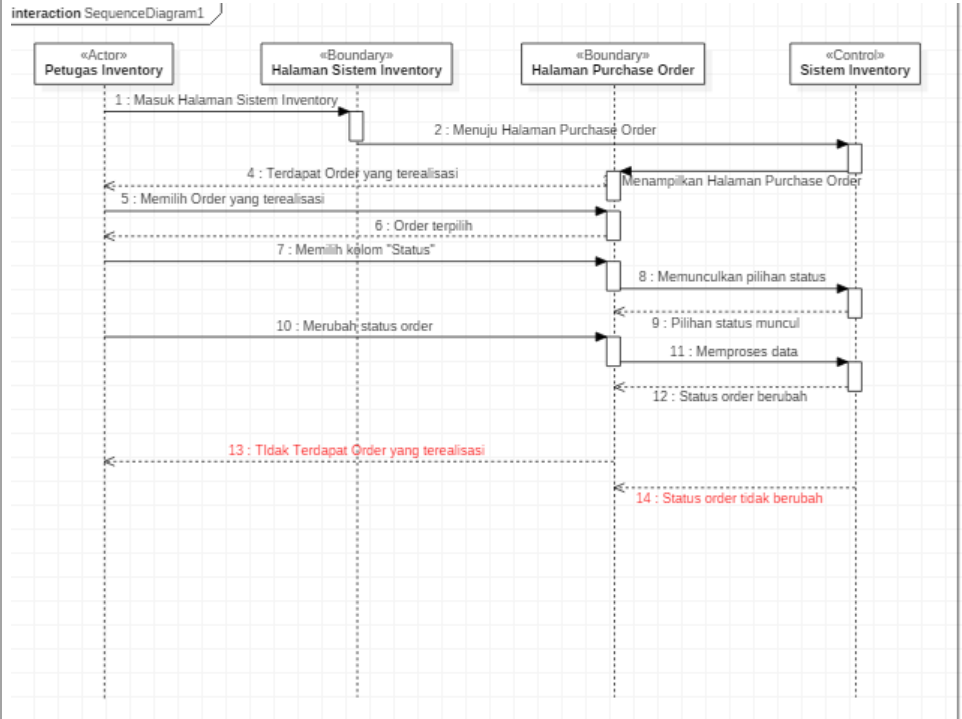 interaction SequenceDiagram1
«Actor»
Petugas Inventory
«Boundary»
Halaman Sistem Inventory
«Boundary»
Halaman Purchase Order
«Control»
Sistem Inventory
1 : Masuk Halaman Sistem Inventory
2 : Menuju Halaman Purchase Order
Menampilkan Halaman Purchase Order
4 : Terdapat Order yang terealisasi
5 : Memilih Order yang terealisasi
6 : Order terpilih
7 : Memilih kolom "Status"
8 : Memunculkan pilihan status
9 : Pilihan status muncul
10 : Merubah status order
11 : Memproses data
12 : Status order berubah
13 : TIdak Terdapat Order yang terealisasi
14 : Status order tidak berubah